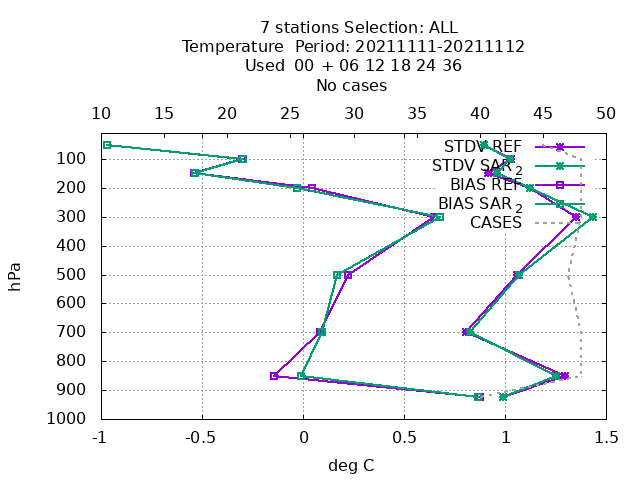 7 stations Selection: ALL
Temperature  Period: 20211111-20211112
Used  00 + 06 12 18 24 36
No cases
10 15 20 25 30 35 40 45 50
STDV REF
100
STDV SAR2
200
BIAS REF
BIAS SAR2
300
CASES
400
hPa
500
600
700
800
900
1000
-1 -0.5 0 0.5 1 1.5
deg C